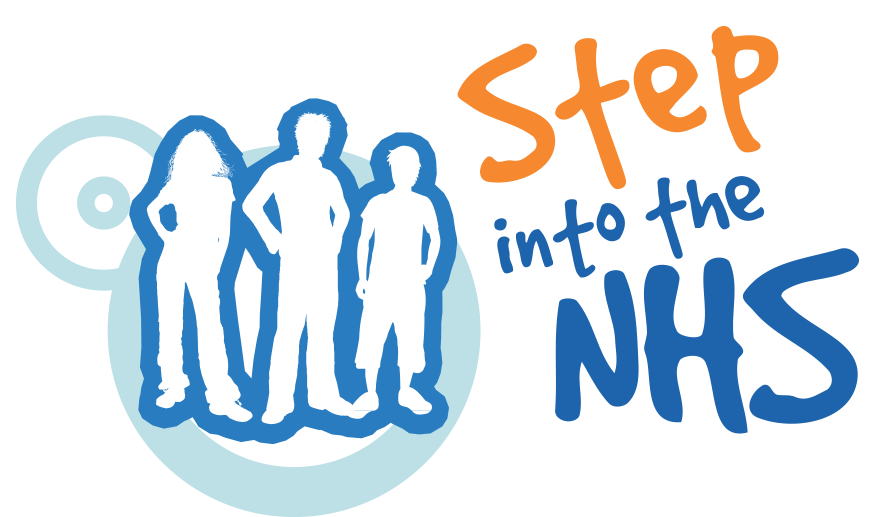 Step
into the
NHS